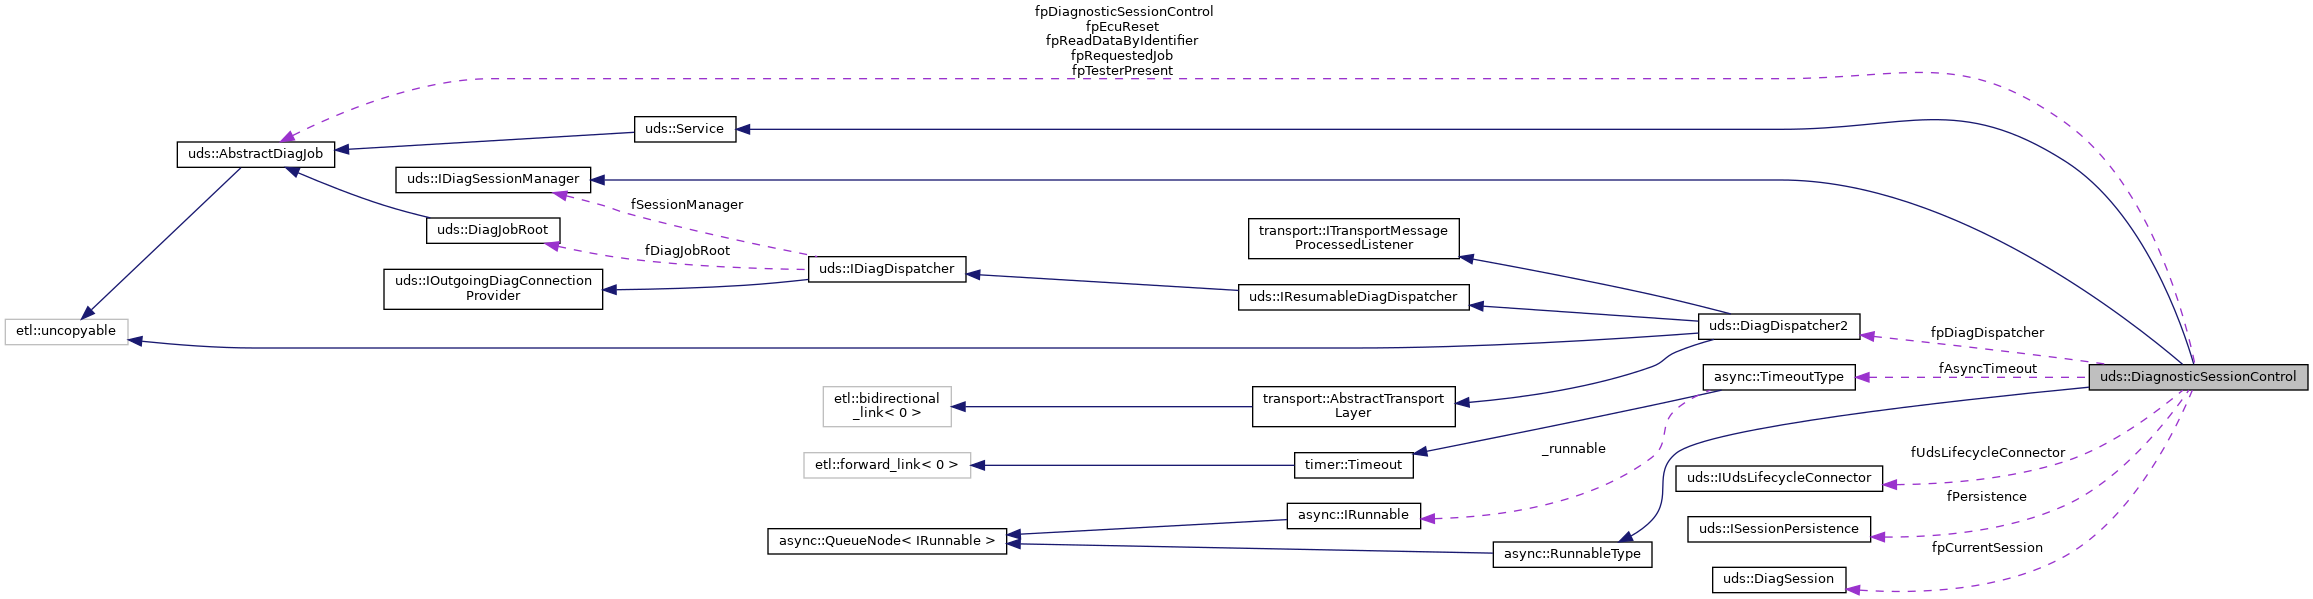 fpDiagnosticSessionControl
fpEcuReset
fpReadDataByIdentifier
fpRequestedJob
fpTesterPresent
uds::Service
uds::AbstractDiagJob
uds::IDiagSessionManager
fSessionManager
uds::DiagJobRoot
transport::ITransportMessage
ProcessedListener
fDiagJobRoot
uds::IDiagDispatcher
uds::IOutgoingDiagConnection
Provider
uds::IResumableDiagDispatcher
etl::uncopyable
uds::DiagDispatcher2
fpDiagDispatcher
fAsyncTimeout
async::TimeoutType
uds::DiagnosticSessionControl
etl::bidirectional
_link< 0 >
transport::AbstractTransport
Layer
_runnable
fUdsLifecycleConnector
etl::forward_link< 0 >
timer::Timeout
uds::IUdsLifecycleConnector
fPersistence
async::IRunnable
uds::ISessionPersistence
async::QueueNode< IRunnable >
async::RunnableType
fpCurrentSession
uds::DiagSession